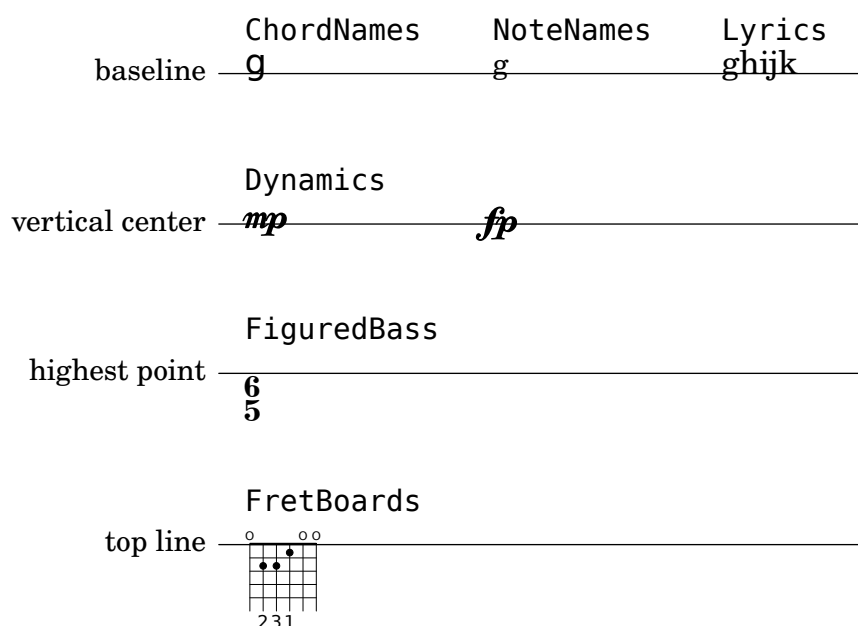 ChordNames NoteNames Lyrics
baseline g g ghijk
Dynamics
vertical center mp fp
FiguredBass
highest point
6
5
FretBoards
o o o
top line
231